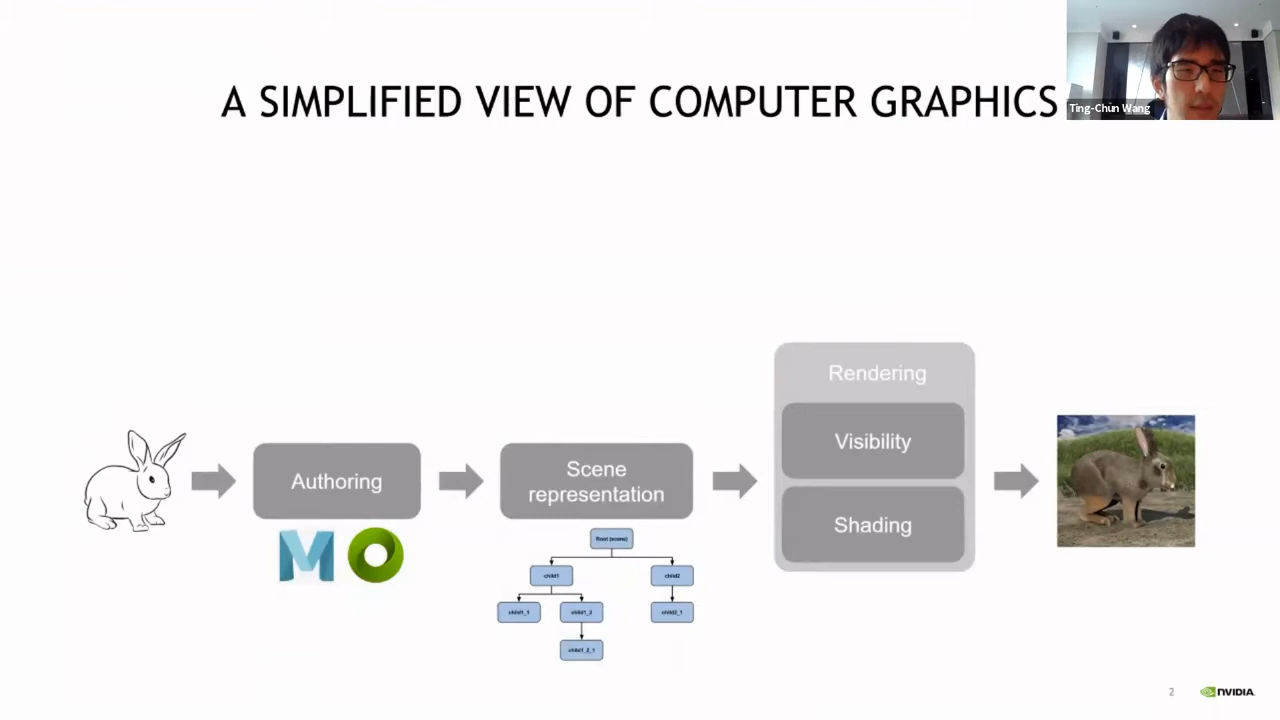 A SIMPLIFIED VIEW OF COMPUTER GRAPHICS
Ting-Chun Wang
Rendering
Visibility
Shading
Authoring
Scene
representation
M
Root (scene)
child1
child2
child1_1
child1_2
child2_1
child1_2_1
2
NVIDIA.